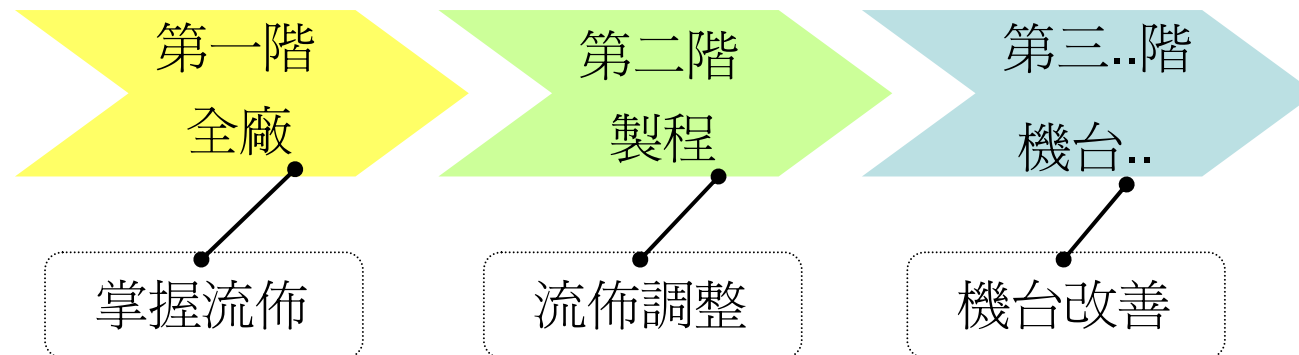 第一階
全廠
第二階
製程
第三..階
機台..
掌握流佈
流佈調整
機台改善